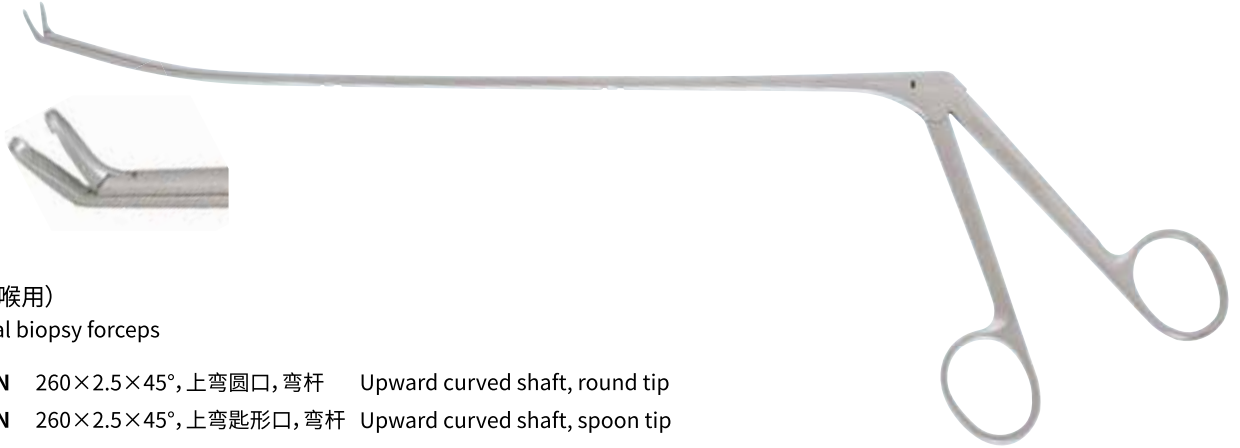 喉用）
al biopsy forceps
N 260×2.5×45°，上弯圆口，弯杆 Upward curved shaft, round tip
N 260×2.5×45°，上弯匙形口，弯杆 Upward curved shaft, spoon tip